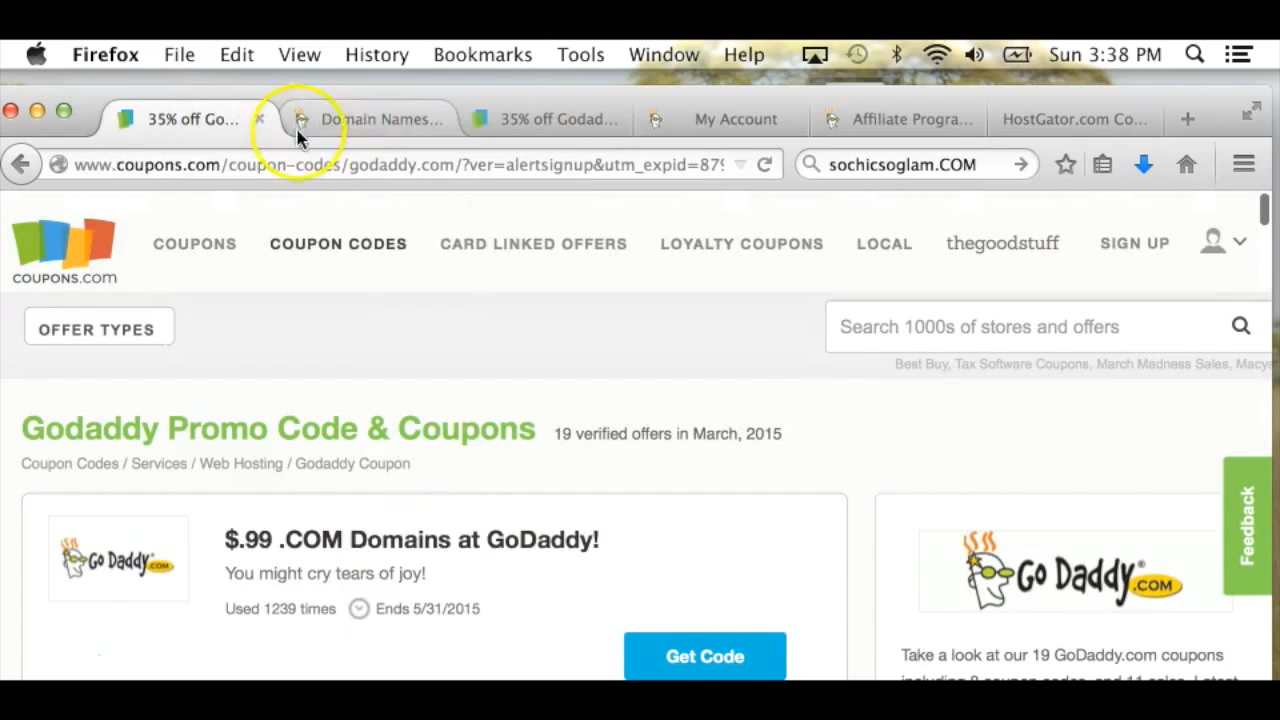 Firefox File Edit View History Bookmarks Tools Window Help Sun 3:38 PM
35% off Go... Domain Names... 35% off Godad... My Account Affiliate Progra... HostGator.com Co...
www.coupons.com/coupon-codes/godaddy.com/?ver=alertsignup&utm_expid=879 sochicsoglam.COM
COUPONS.com COUPONS COUPON CODES CARD LINKED OFFERS LOYALTY COUPONS LOCAL thegoodstuff SIGN UP
OFFER TYPES Search 1000s of stores and offers
Best Buy, Tax Software Coupons, March Madness Sales, Macy
Godaddy Promo Code & Coupons 19 verified offers in March, 2015
Coupon Codes / Services / Web Hosting / Godaddy Coupon
Feedback
Go Daddy.COM
$.99 .COM Domains at GoDaddy!
You might cry tears of joy!
Used 1239 times Ends 5/31/2015
Get Code
Go Daddy®.COM
Take a look at our 19 GoDaddy.com coupons